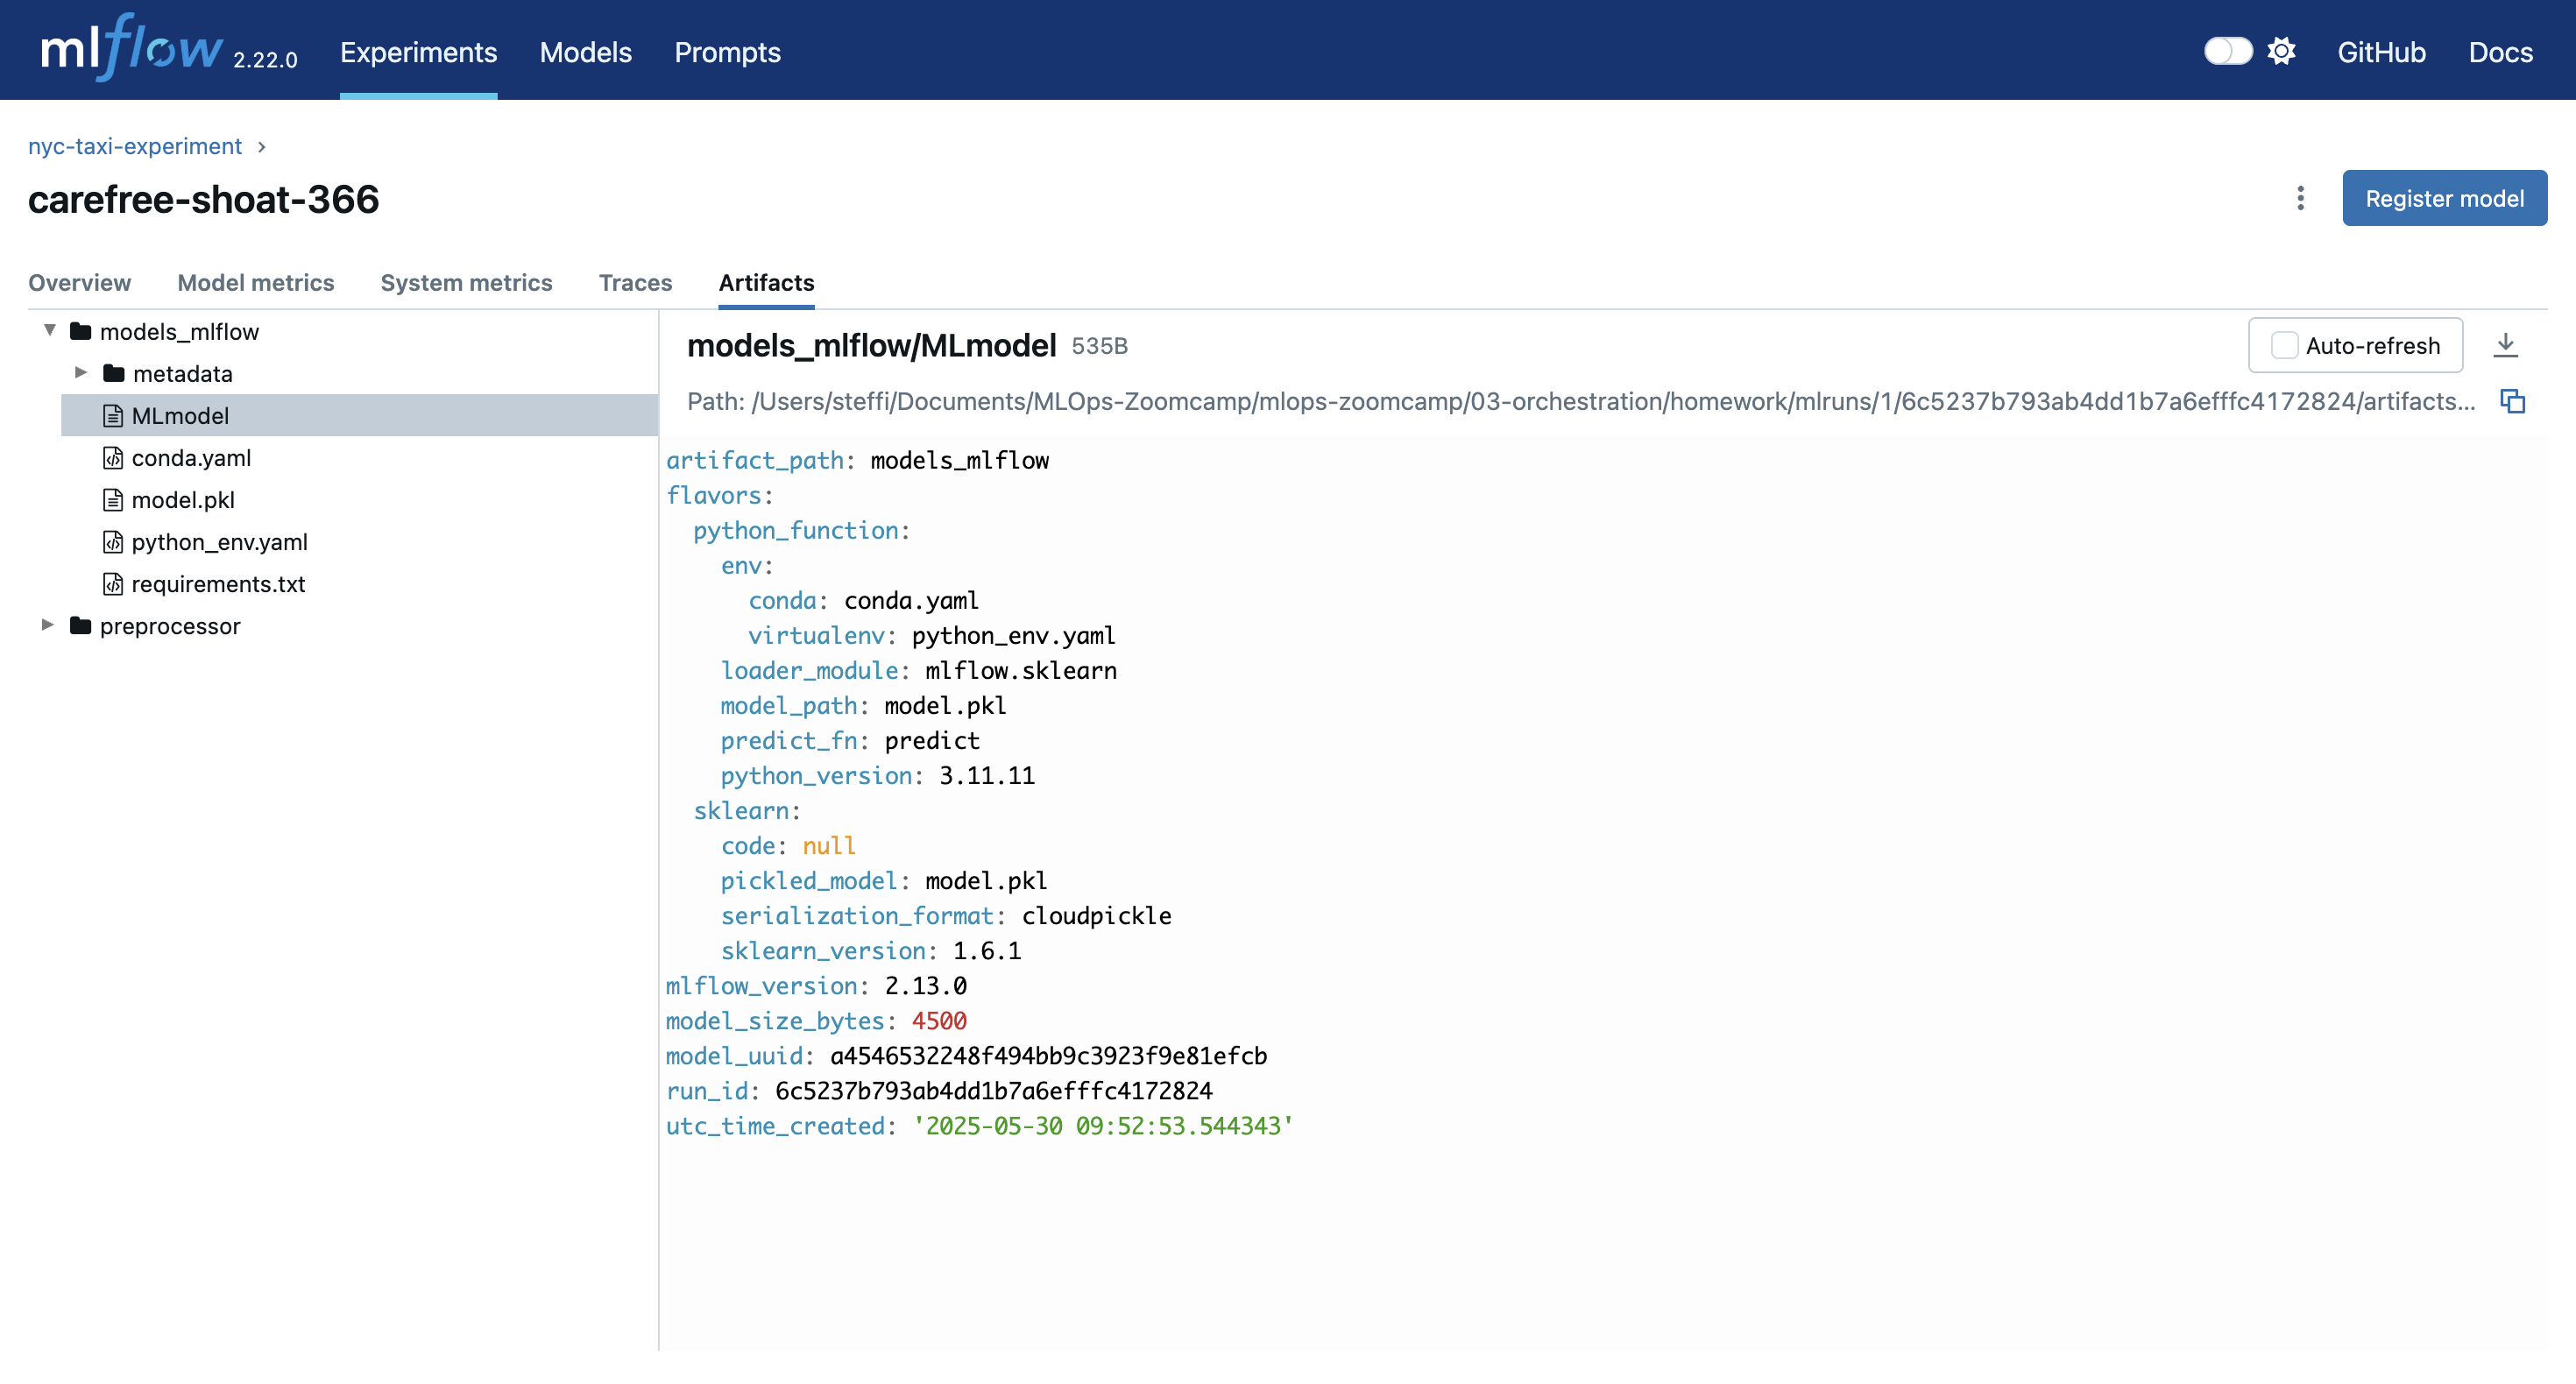 mlflow 2.22.0 Experiments Models Prompts GitHub Docs
nyc-taxi-experiment
carefree-shoat-366
Register model
Overview Model metrics System metrics Traces Artifacts
models_mlflow
metadata
MLmodel
conda.yaml
model.pkl
python_env.yaml
requirements.txt
preprocessor
models_mlflow/MLmodel 535B
Auto-refresh
Path: /Users/steffi/Documents/MLOps-Zoomcamp/mlops-zoomcamp/03-orchestration/homework/mlruns/1/6c5237b793ab4dd1b7a6efffc4172824/artifacts...
artifact_path: models_mlflow
flavors:
  python_function:
    env:
      conda: conda.yaml
      virtualenv: python_env.yaml
    loader_module: mlflow.sklearn
    model_path: model.pkl
    predict_fn: predict
    python_version: 3.11.11
  sklearn:
    code: null
    pickled_model: model.pkl
    serialization_format: cloudpickle
    sklearn_version: 1.6.1
mlflow_version: 2.13.0
model_size_bytes: 4500
model_uuid: a4546532248f494bb9c3923f9e81efcb
run_id: 6c5237b793ab4dd1b7a6efffc4172824
utc_time_created: '2025-05-30 09:52:53.544343'